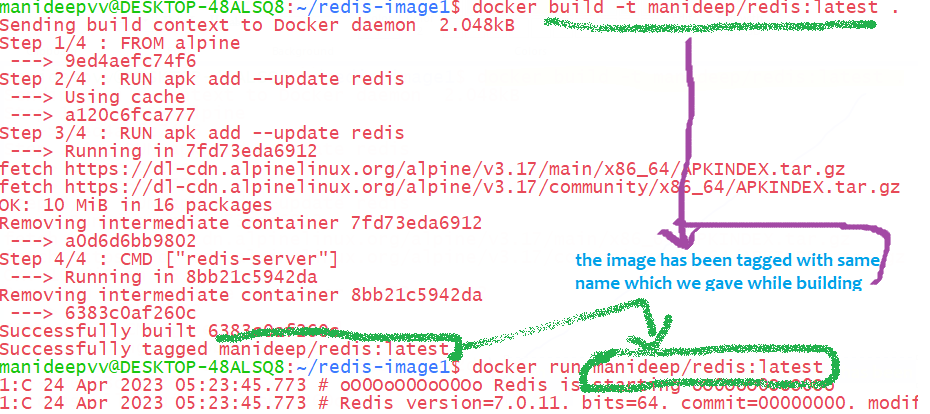 manideepvv@DESKTOP-48ALSQ8:~/redis-image1$ docker build -t manideep/redis:latest .
Sending build context to Docker daemon  2.048kB
Step 1/4 : FROM alpine
 ---> 9ed4aefc74f6
Step 2/4 : RUN apk add --update redis
 ---> Using cache
 ---> a120c6fca777
Step 3/4 : RUN apk add --update redis
 ---> Running in 7fd73eda6912
fetch https://dl-cdn.alpinelinux.org/alpine/v3.17/main/x86_64/APKINDEX.tar.gz
fetch https://dl-cdn.alpinelinux.org/alpine/v3.17/community/x86_64/APKINDEX.tar.gz
OK: 10 MiB in 16 packages
Removing intermediate container 7fd73eda6912
 ---> a0d6d6bb9802
Step 4/4 : CMD ["redis-server"]
 ---> Running in 8bb21c5942da
Removing intermediate container 8bb21c5942da
 ---> 6383c0af260c
the image has been tagged with same
name which we gave while building
Successfully built 6383c0af260c
Successfully tagged manideep/redis:latest
manideepvv@DESKTOP-48ALSQ8:~/redis-image1$ docker run manideep/redis:latest
1:C 24 Apr 2023 05:23:45.773 # oO0OoO0OoO0Oo Redis is starting oO0OoO0OoO0Oo
1:C 24 Apr 2023 05:23:45.773 # Redis version=7.0.11, bits=64, commit=00000000, modif